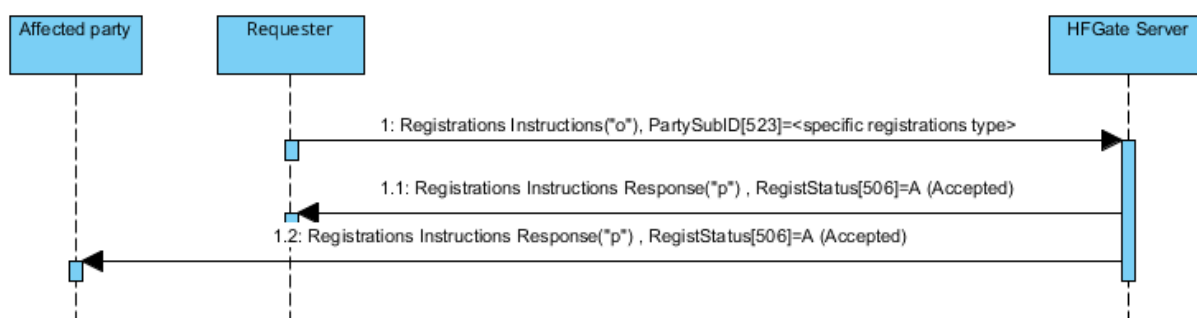 Affected party
Requester
HFGate Server
1: Registrations Instructions("o"), PartySubID[523]=<specific registrations type>
1.1: Registrations Instructions Response("p") , RegistStatus[506]=A (Accepted)
1.2: Registrations Instructions Response("p") , RegistStatus[506]=A (Accepted)